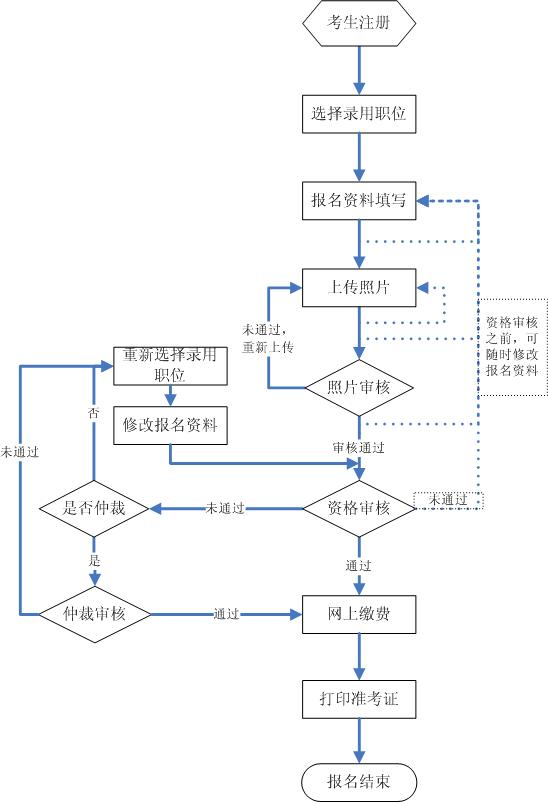 考生注册
选择录用职位
报名资料填写
上传照片
未通过，
重新上传
资格审核
之前，可
随时修改
报名资料
重新选择录用
职位
照片审核
否
修改报名资料
未通过
审核通过
是否仲裁
未通过
资格审核
未通过
是
通过
仲裁审核
通过
网上缴费
打印准考证
报名结束